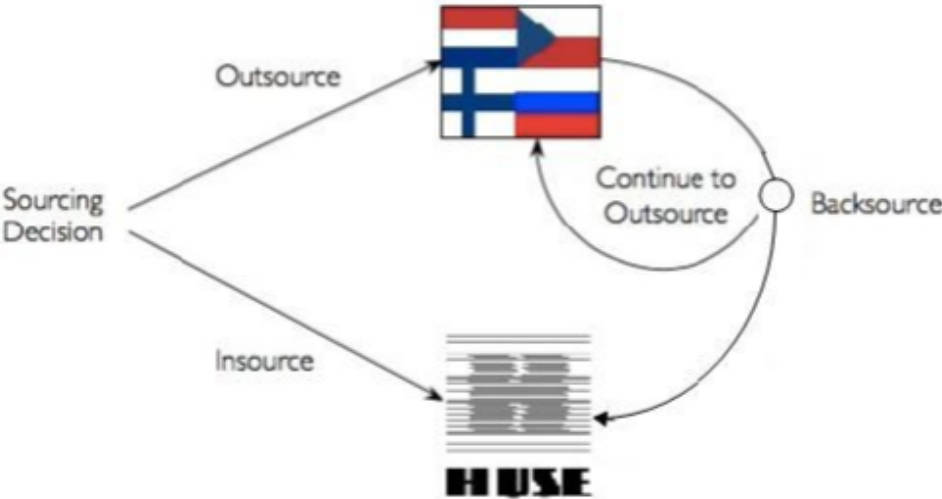 Outsource
Sourcing
Decision
Continue to
Outsource
Backsource
Insource
HUSE